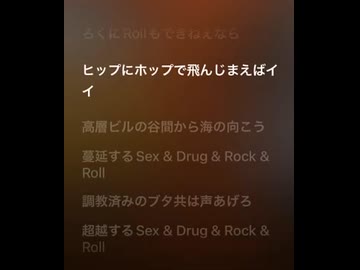 ろくにRollもできねぇなら
ヒップにホップで飛んじまえばイ
イ
高層ビルの谷間から海の向こう
蔓延するSex & Drug & Rock &
Roll
調教済みのブタ共は声あげろ
超越するSex & Drug & Rock &
Roll